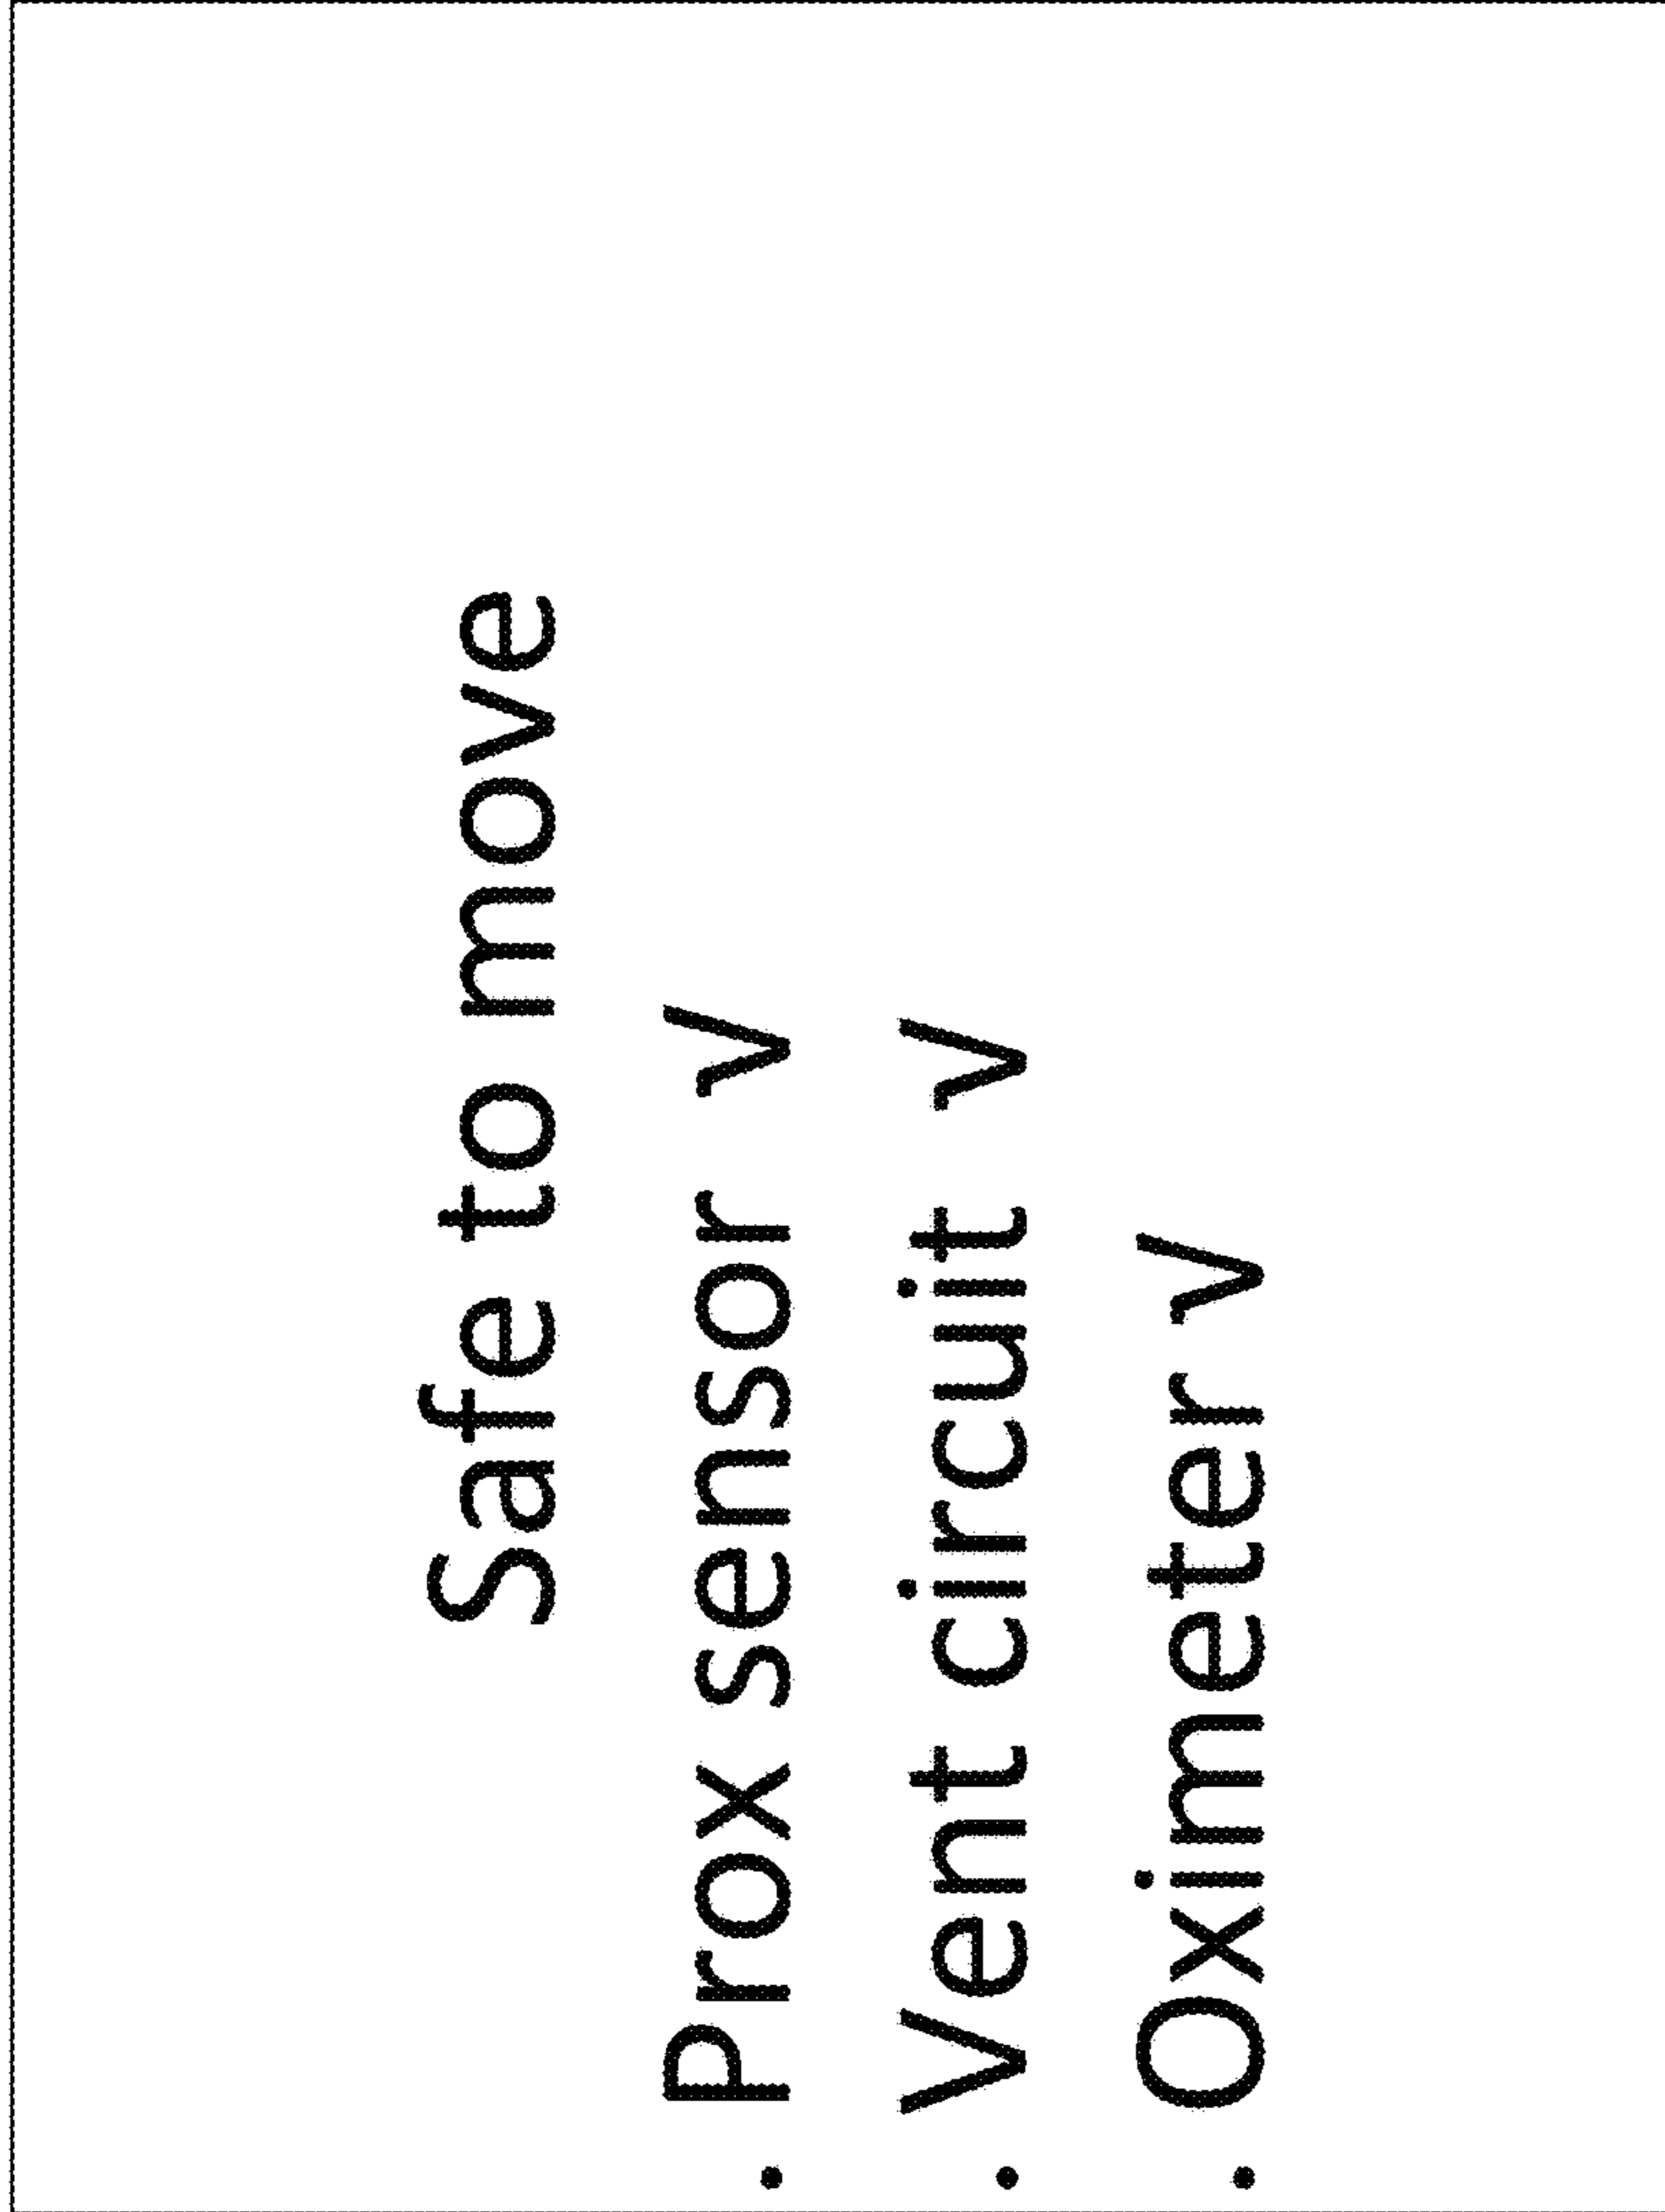 Safe to move
. Prox sensor √
. Vent circuit √
. Oximeter √